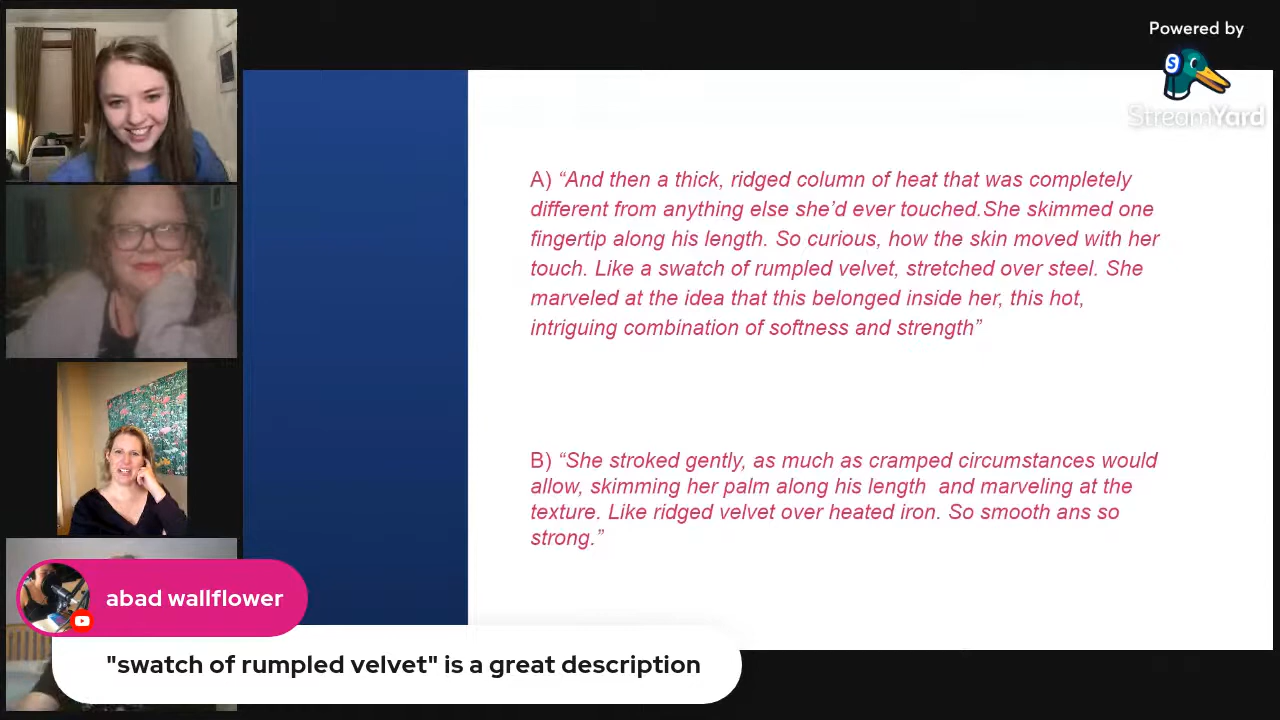 Powered by
StreamYard
A) “And then a thick, ridged column of heat that was completely
different from anything else she’d ever touched.She skimmed one
fingertip along his length. So curious, how the skin moved with her
touch. Like a swatch of rumpled velvet, stretched over steel. She
marveled at the idea that this belonged inside her, this hot,
intriguing combination of softness and strength”
B) “She stroked gently, as much as cramped circumstances would
allow, skimming her palm along his length  and marveling at the
texture. Like ridged velvet over heated iron. So smooth ans so
strong.”
abad wallflower
"swatch of rumpled velvet" is a great description